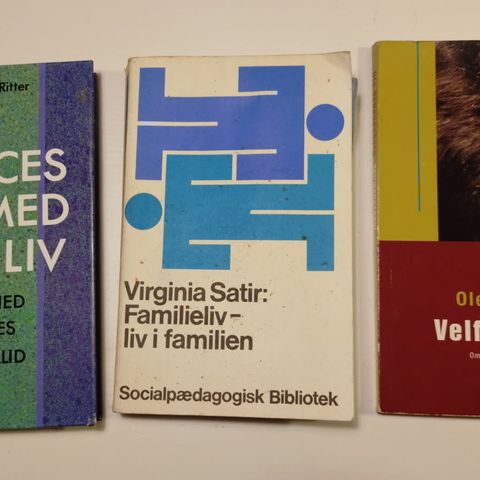 Ritter
CES
MED
LIV
MED
ES
LID
Virginia Satir:
Familieliv –
liv i familien
Socialpædagogisk Bibliotek
Ole
Velf
Om